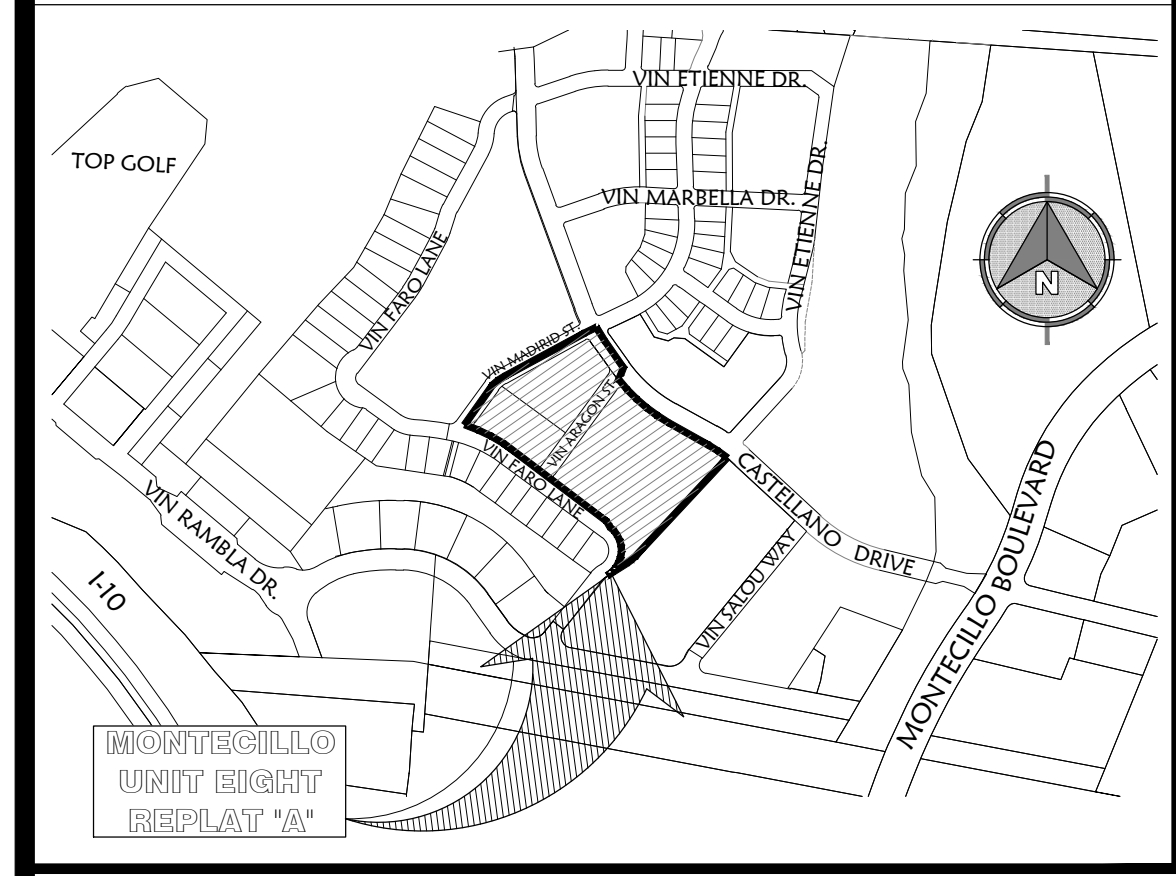 VIN ETIENNE DR.
TOP GOLF
VIN ETIENNE DR.
VIN MARBELLA DR.
VIN FARO LANE
N
VIN MADIRID ST.
VIN ARAGON ST.
VIN FARO LANE
CASTELLANO DRIVE
VIN RAMBLA DR.
VIN SALOU WAY
MONTECILLO BOULEVARD
I-10
MONTECILLO
UNIT EIGHT
REPLAT "A"